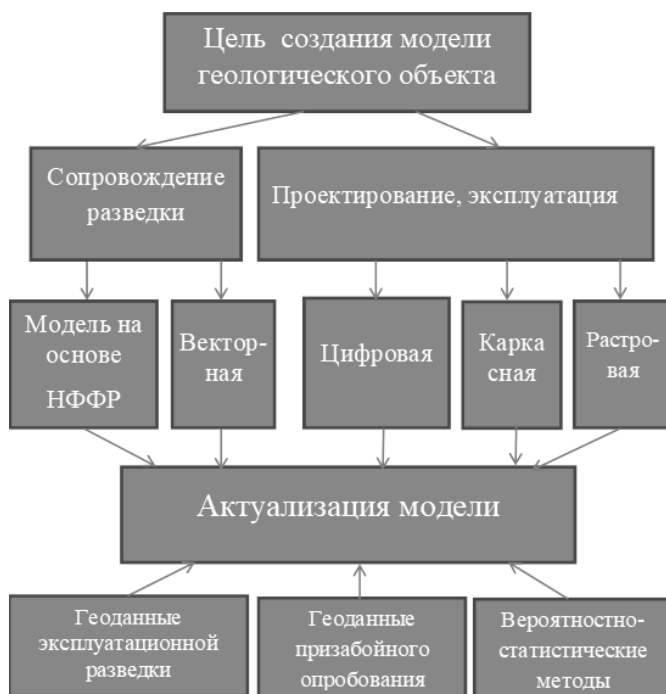 Цель создания модели
геологического объекта
Сопровождение
разведки
Проектирование, эксплуатация
Модель на
основе
НФФР
Вектор-
ная
Цифровая
Карка
сная
Растро-
вая
Актуализация модели
Геоданные
эксплуатационной
разведки
Геоданные
призабойного
опробования
Вероятностно-
статистические
методы